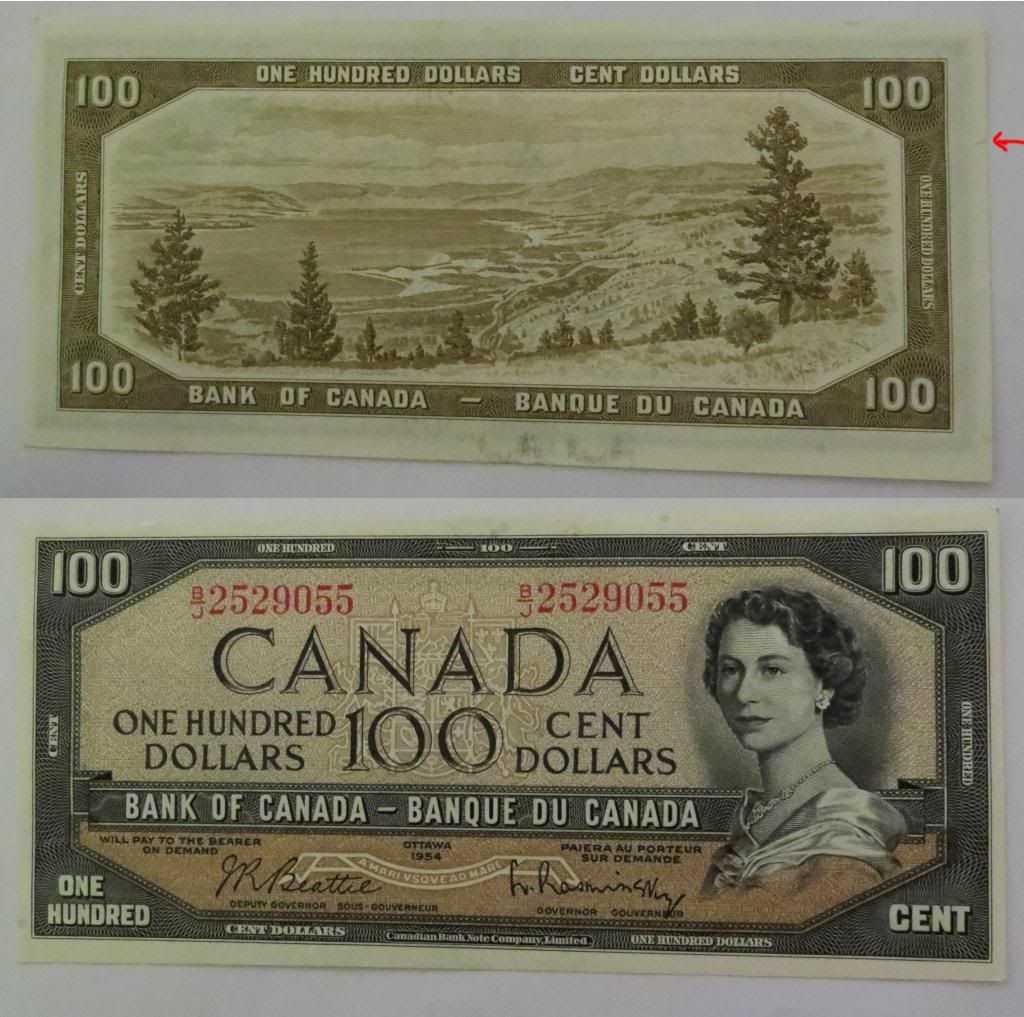 ONE HUNDRED DOLLARS CENT DOLLARS
100 100
CENT DOLLARS
ONE HUNDRED DOLLARS
100 100
BANK OF CANADA — BANQUE DU CANADA
ONE HUNDRED 100 CENT
100 100
B/J 2529055 B/J 2529055
CANADA
ONE HUNDRED DOLLARS 100 CENT DOLLARS
CENT
ONE HUNDRED
BANK OF CANADA – BANQUE DU CANADA
WILL PAY TO THE BEARER ON DEMAND
OTTAWA 1954
PAIERA AU PORTEUR SUR DEMANDE
A MARI VSQVE AD MARE
JR Beattie L. Rasminsky
DEPUTY GOVERNOR SOUS-GOUVERNEUR GOVERNOR GOUVERNEUR
ONE HUNDRED CENT
CENT DOLLARS Canadian Bank Note Company, Limited. ONE HUNDRED DOLLARS